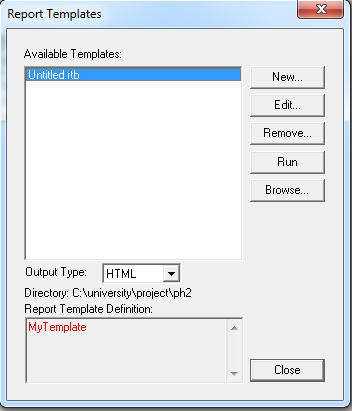 Report Templates
Available Templates:
Untitled.rtb
New...
Edit...
Remove...
Run
Browse...
Output Type: HTML
Directory: C:\university\project\ph2
Report Template Definition:
MyTemplate
Close